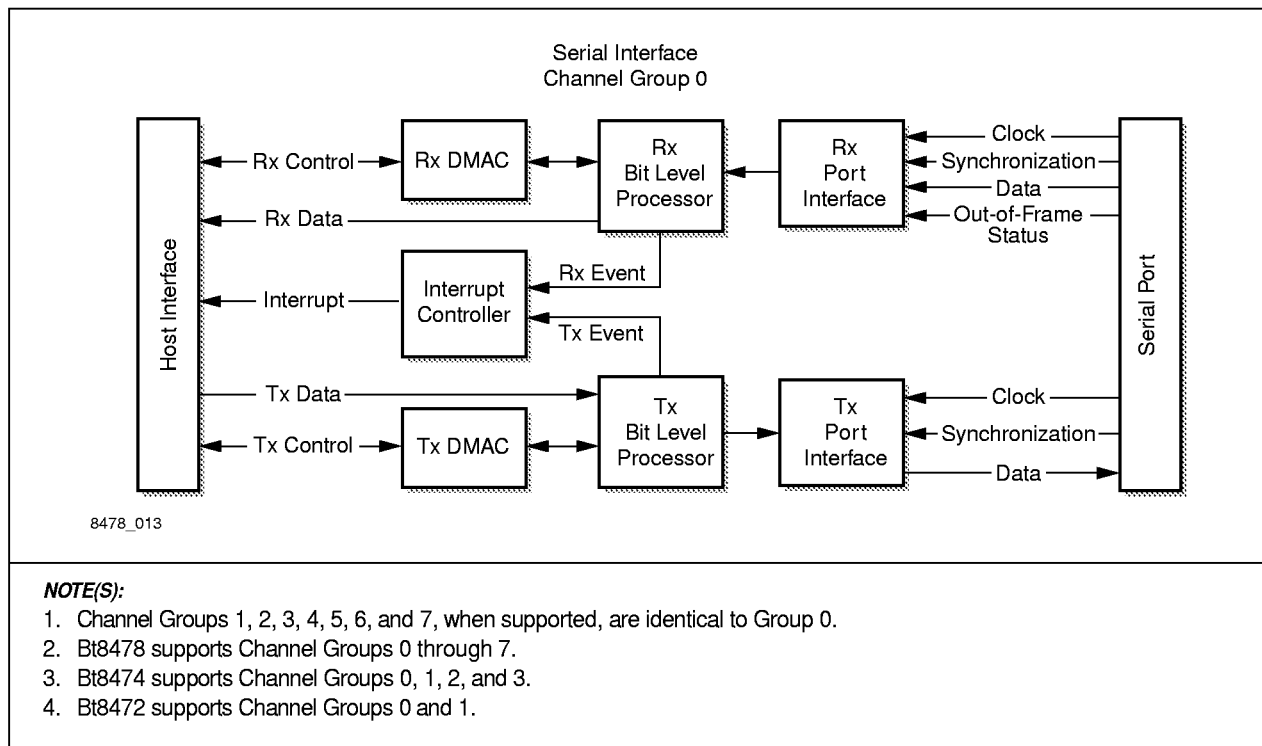 Serial Interface
Channel Group 0
Host Interface
Rx Control
Rx DMAC
Rx
Bit Level
Processor
Rx
Port
Interface
Clock
Synchronization
Data
Out-of-Frame
Status
Serial Port
Rx Data
Rx Event
Interrupt
Interrupt
Controller
Tx Event
Tx Data
Tx Control
Tx DMAC
Tx
Bit Level
Processor
Tx
Port
Interface
Clock
Synchronization
Data
8478_013
NOTE(S):
1. Channel Groups 1, 2, 3, 4, 5, 6, and 7, when supported, are identical to Group 0.
2. Bt8478 supports Channel Groups 0 through 7.
3. Bt8474 supports Channel Groups 0, 1, 2, and 3.
4. Bt8472 supports Channel Groups 0 and 1.